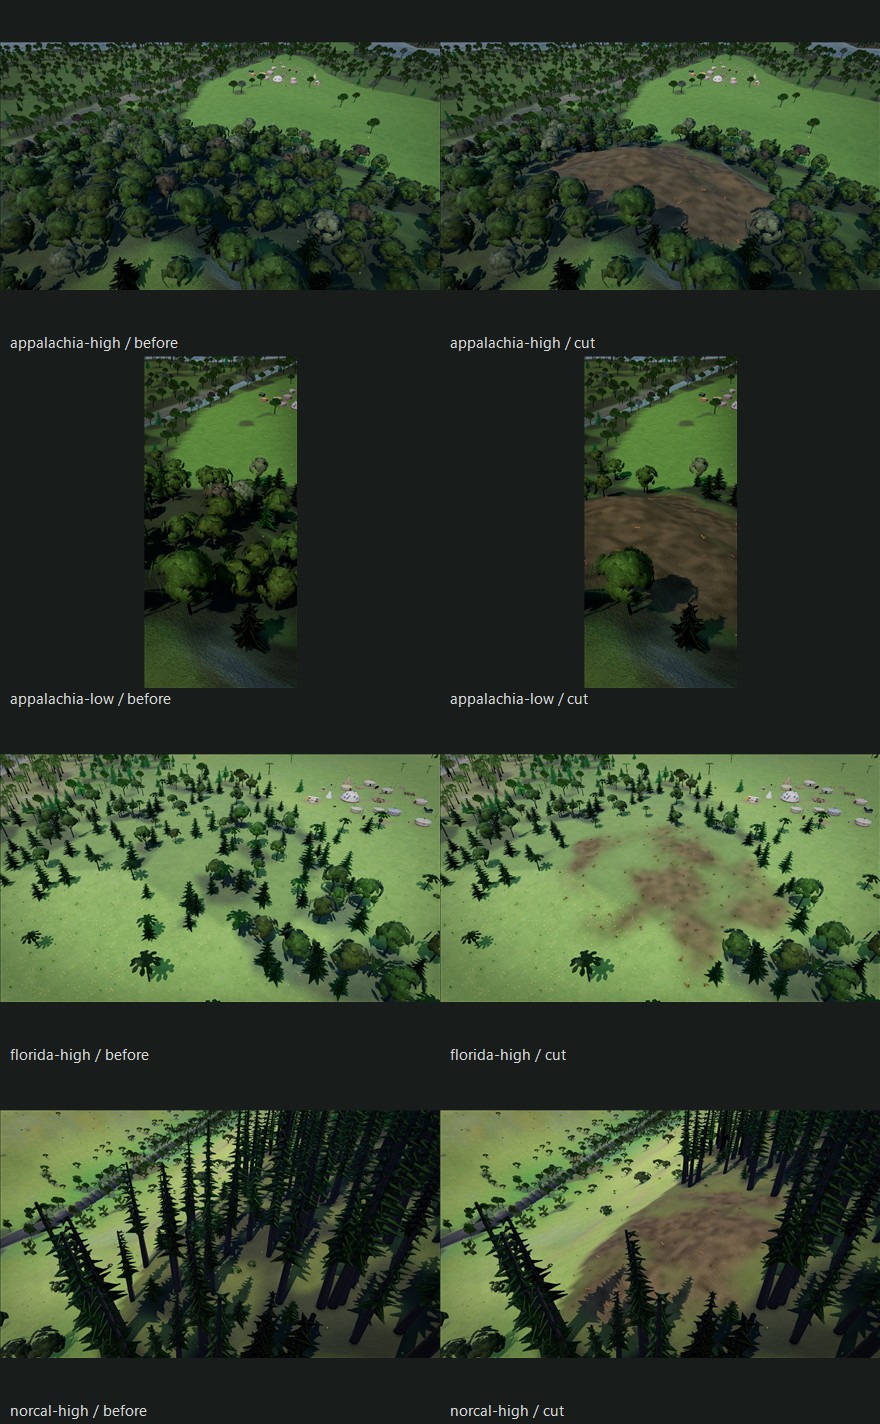 appalachia-high / before
appalachia-high / cut
appalachia-low / before
appalachia-low / cut
florida-high / before
florida-high / cut
norcal-high / before
norcal-high / cut